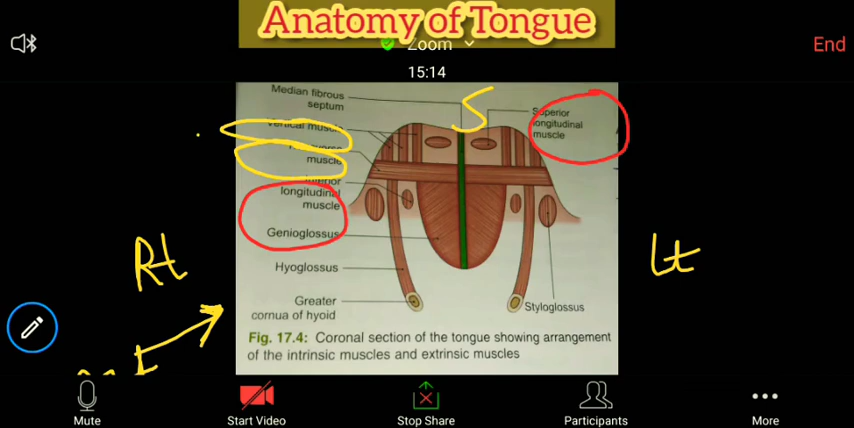 Anatomy of Tongue
Zoom
End
15:14
Median fibrous
septum
S
Superior
longitudinal
muscle
Vertical muscle
muscle
longitudinal
muscle
Genioglossus
Rt
Lt
Hyoglossus
Greater
cornua of hyoid
Styloglossus
Fig. 17.4: Coronal section of the tongue showing arrangement
of the intrinsic muscles and extrinsic muscles
Mute
Start Video
Stop Share
Participants
More